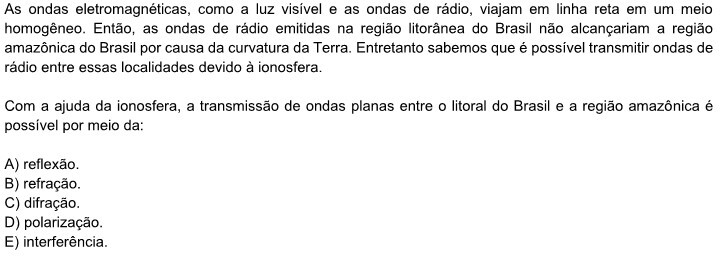 As ondas eletromagnéticas, como a luz visível e as ondas de rádio, viajam em linha reta em um meio
homogêneo. Então, as ondas de rádio emitidas na região litorânea do Brasil não alcançariam a região
amazônica do Brasil por causa da curvatura da Terra. Entretanto sabemos que é possível transmitir ondas de
rádio entre essas localidades devido à ionosfera.
Com a ajuda da ionosfera, a transmissão de ondas planas entre o litoral do Brasil e a região amazônica é
possível por meio da:
A) reflexão.
B) refração.
C) difração.
D) polarização.
E) interferência.